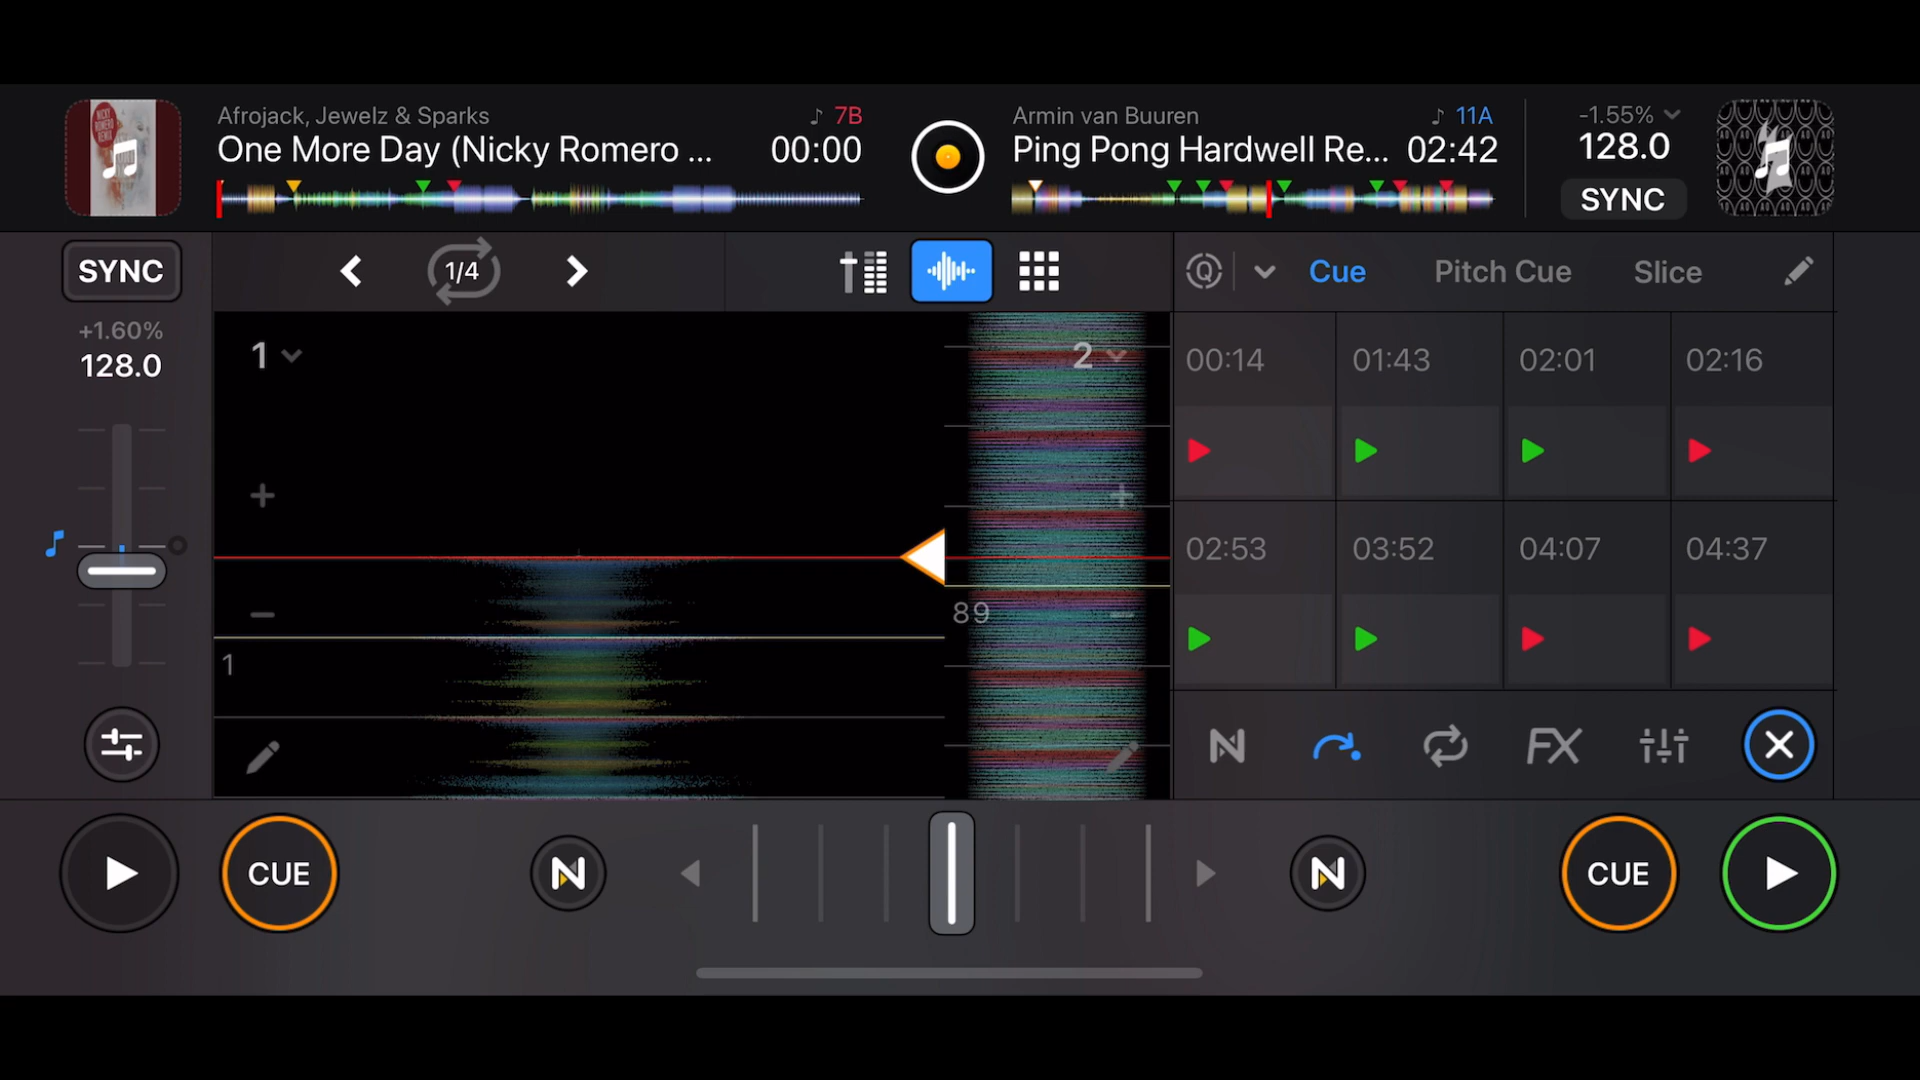 Afrojack, Jewelz & Sparks
7B
One More Day (Nicky Romero ...
00:00
Armin van Buuren
11A
Ping Pong Hardwell Re...
02:42
-1.55%
128.0
SYNC
SYNC
+1.60%
128.0
1/4
Q
Cue
Pitch Cue
Slice
1
2
00:14
01:43
02:01
02:16
89
1
02:53
03:52
04:07
04:37
N
FX
CUE
N
N
CUE